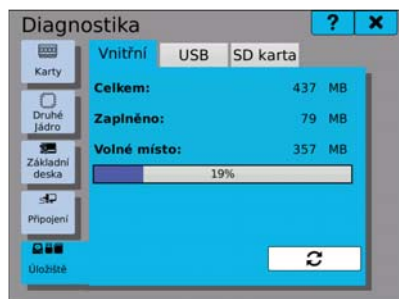 Diagnostika ? ×
Vnitřní USB SD karta
Karty
Druhé
Jádro
Základní
deska
Připojení
Úložiště
Celkem: 437 MB
Zaplněno: 79 MB
Volné místo: 357 MB
19%